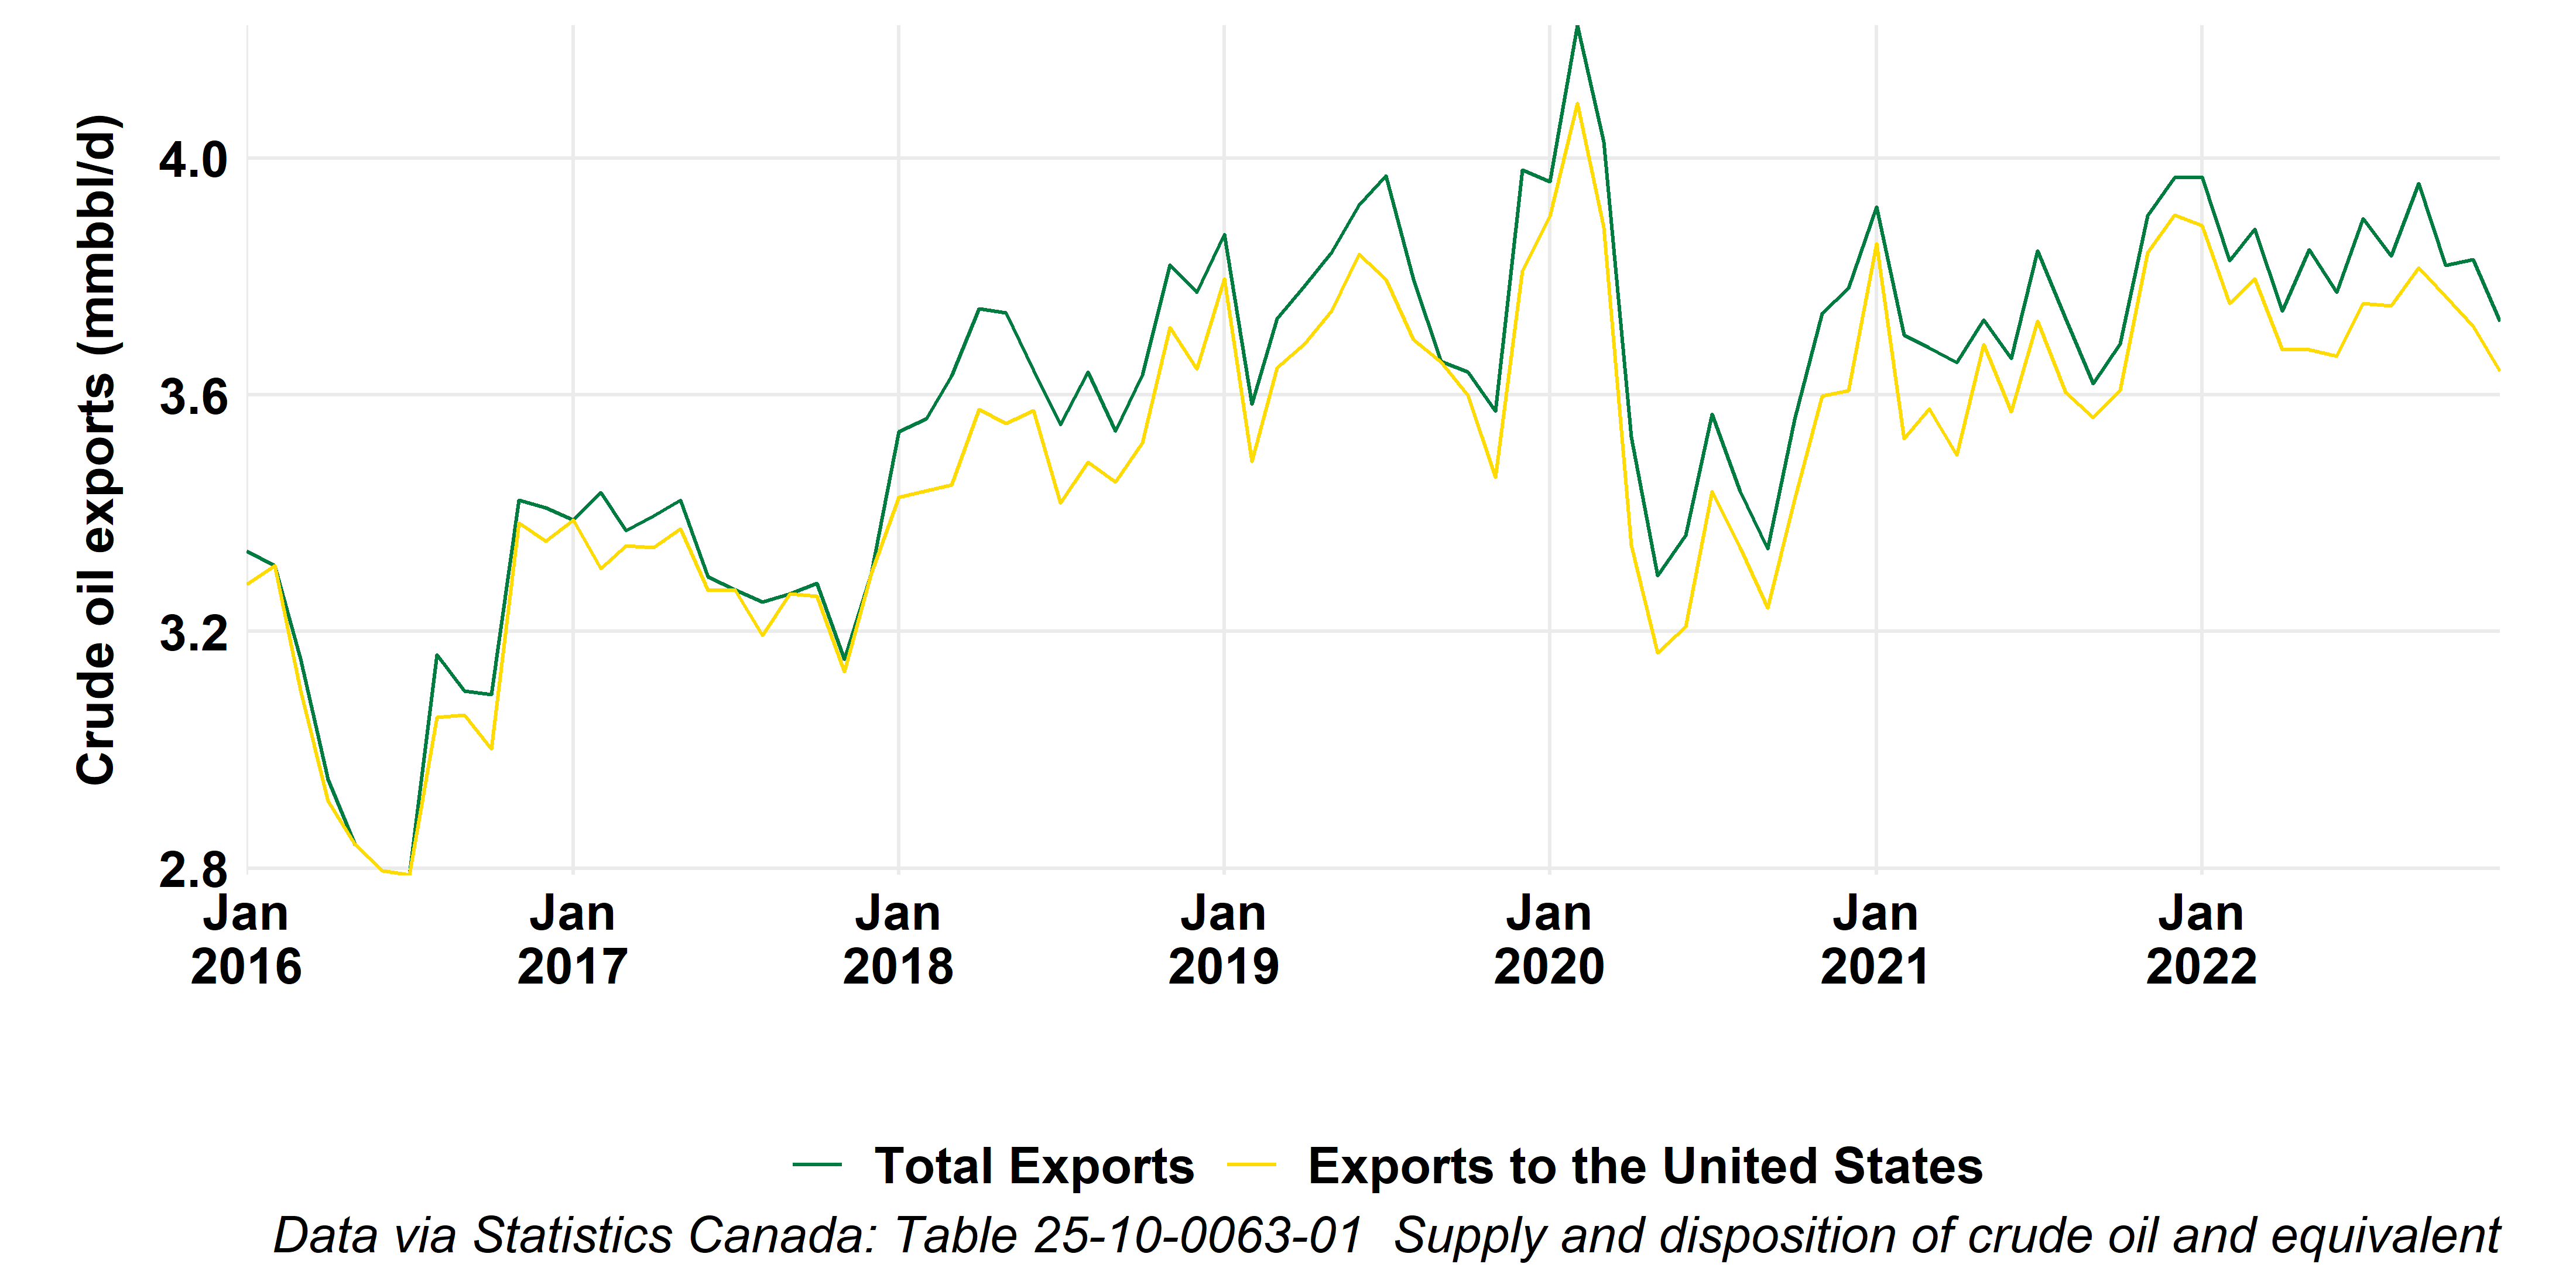 Crude oil exports (mmbbl/d)
4.0
3.6
3.2
2.8
Jan 2016
Jan 2017
Jan 2018
Jan 2019
Jan 2020
Jan 2021
Jan 2022
Total Exports
Exports to the United States
Data via Statistics Canada: Table 25-10-0063-01 Supply and disposition of crude oil and equivalent